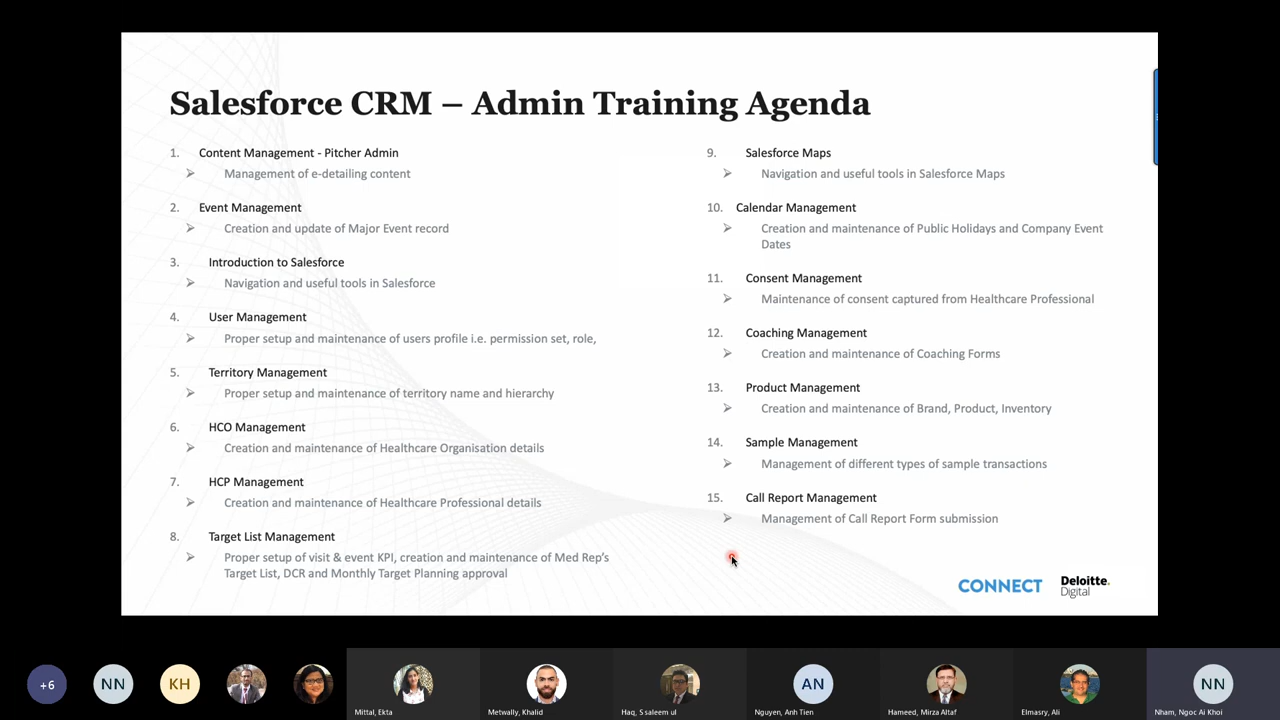 Salesforce CRM – Admin Training Agenda
1. Content Management - Pitcher Admin
Management of e-detailing content
2. Event Management
Creation and update of Major Event record
3. Introduction to Salesforce
Navigation and useful tools in Salesforce
4. User Management
Proper setup and maintenance of users profile i.e. permission set, role,
5. Territory Management
Proper setup and maintenance of territory name and hierarchy
6. HCO Management
Creation and maintenance of Healthcare Organisation details
7. HCP Management
Creation and maintenance of Healthcare Professional details
8. Target List Management
Proper setup of visit & event KPI, creation and maintenance of Med Rep's
Target List, DCR and Monthly Target Planning approval
9. Salesforce Maps
Navigation and useful tools in Salesforce Maps
10. Calendar Management
Creation and maintenance of Public Holidays and Company Event
Dates
11. Consent Management
Maintenance of consent captured from Healthcare Professional
12. Coaching Management
Creation and maintenance of Coaching Forms
13. Product Management
Creation and maintenance of Brand, Product, Inventory
14. Sample Management
Management of different types of sample transactions
15. Call Report Management
Management of Call Report Form submission
CONNECT
Deloitte.
Digital
+6
NN
KH
AN
NN
Mittal, Ekta
Metwally, Khalid
Haq, S saleem ul
Nguyen, Anh Tien
Hameed, Mirza Altaf
Elmasry, Ali
Nham, Ngoc Ai Khoi